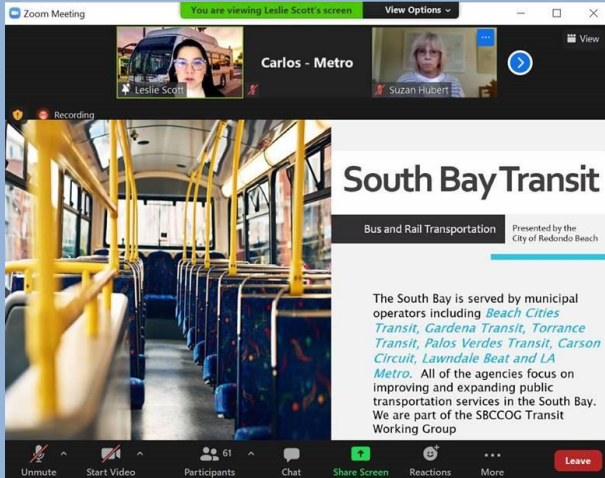 Zoom Meeting
You are viewing Leslie Scott's screen
View Options
Leslie Scott
Carlos - Metro
Suzan Hubert
View
Recording
South Bay Transit
Bus and Rail Transportation
Presented by the
City of Redondo Beach
The South Bay is served by municipal
operators including Beach Cities
Transit, Gardena Transit, Torrance
Transit, Palos Verdes Transit, Carson
Circuit, Lawndale Beat and LA
Metro. All of the agencies focus on
improving and expanding public
transportation services in the South Bay.
We are part of the SBCCOG Transit
Working Group
Unmute
Start Video
61
Participants
Chat
Share Screen
Reactions
More
Leave